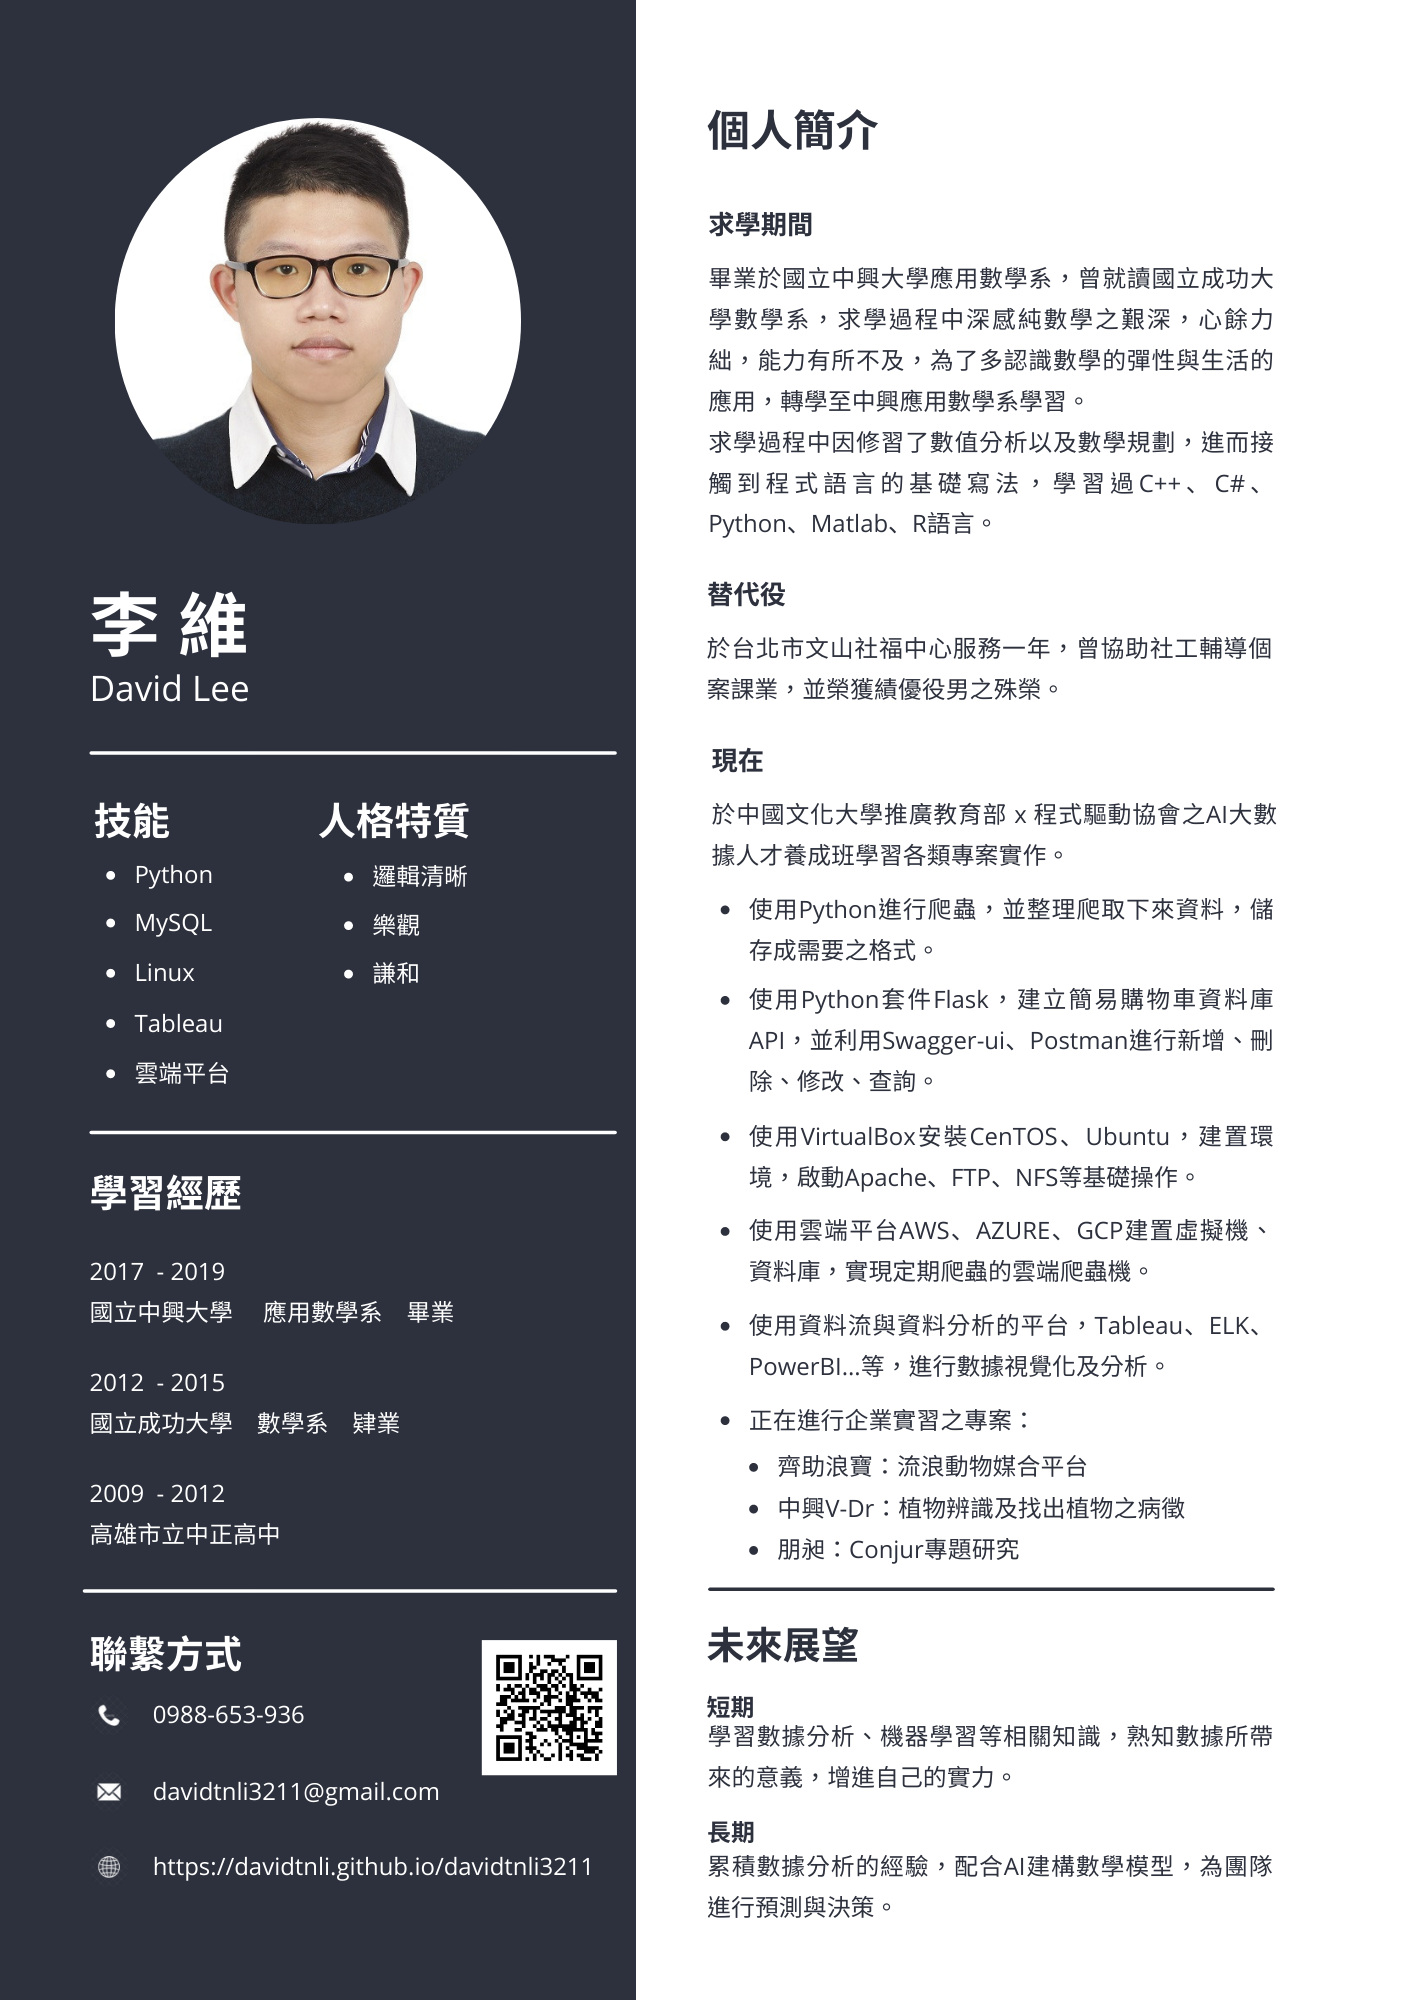 李 維
David Lee
技能
Python
MySQL
Linux
Tableau
雲端平台
人格特質
邏輯清晰
樂觀
謙和
學習經歷
2017 - 2019
國立中興大學 應用數學系 畢業
2012 - 2015
國立成功大學 數學系 肄業
2009 - 2012
高雄市立中正高中
聯繫方式
0988-653-936
davidtnli3211@gmail.com
https://davidtnli.github.io/davidtnli3211
個人簡介
求學期間
畢業於國立中興大學應用數學系，曾就讀國立成功大
學數學系，求學過程中深感純數學之艱深，心餘力
絀，能力有所不及，為了多認識數學的彈性與生活的
應用，轉學至中興應用數學系學習。
求學過程中因修習了數值分析以及數學規劃，進而接
觸到程式語言的基礎寫法，學習過C++、C#、
Python、Matlab、R語言。
替代役
於台北市文山社福中心服務一年，曾協助社工輔導個
案課業，並榮獲績優役男之殊榮。
現在
於中國文化大學推廣教育部 x 程式驅動協會之AI大數
據人才養成班學習各類專案實作。
使用Python進行爬蟲，並整理爬取下來資料，儲
存成需要之格式。
使用Python套件Flask，建立簡易購物車資料庫
API，並利用Swagger-ui、Postman進行新增、刪
除、修改、查詢。
使用VirtualBox安裝CenTOS、Ubuntu，建置環
境，啟動Apache、FTP、NFS等基礎操作。
使用雲端平台AWS、AZURE、GCP建置虛擬機、
資料庫，實現定期爬蟲的雲端爬蟲機。
使用資料流與資料分析的平台，Tableau、ELK、
PowerBI...等，進行數據視覺化及分析。
正在進行企業實習之專案：
齊助浪寶：流浪動物媒合平台
中興V-Dr：植物辨識及找出植物之病徵
朋昶：Conjur專題研究
未來展望
短期
學習數據分析、機器學習等相關知識，熟知數據所帶
來的意義，增進自己的實力。
長期
累積數據分析的經驗，配合AI建構數學模型，為團隊
進行預測與決策。